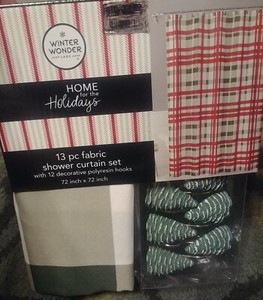 WINTER
WONDER
HOME
for the
Holidays
13 pc fabric
shower curtain set
with 12 decorative polyresin hooks
72 inch x 72 inch